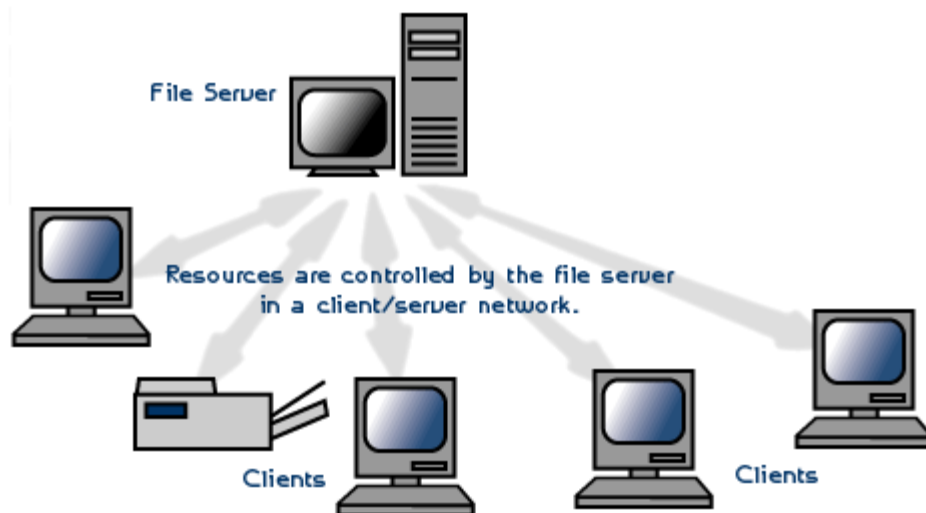 File Server
Resources are controlled by the file server
in a client/server network.
Clients
Clients